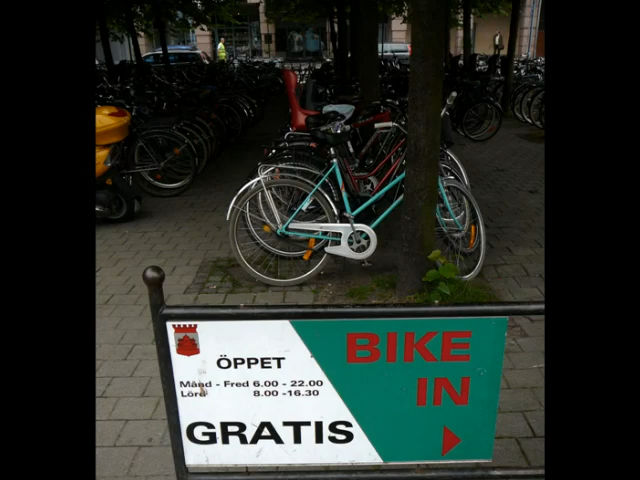 ÖPPET
Månd - Fred 6.00 - 22.00
Lörd 8.00 -16.30
GRATIS
BIKE
IN